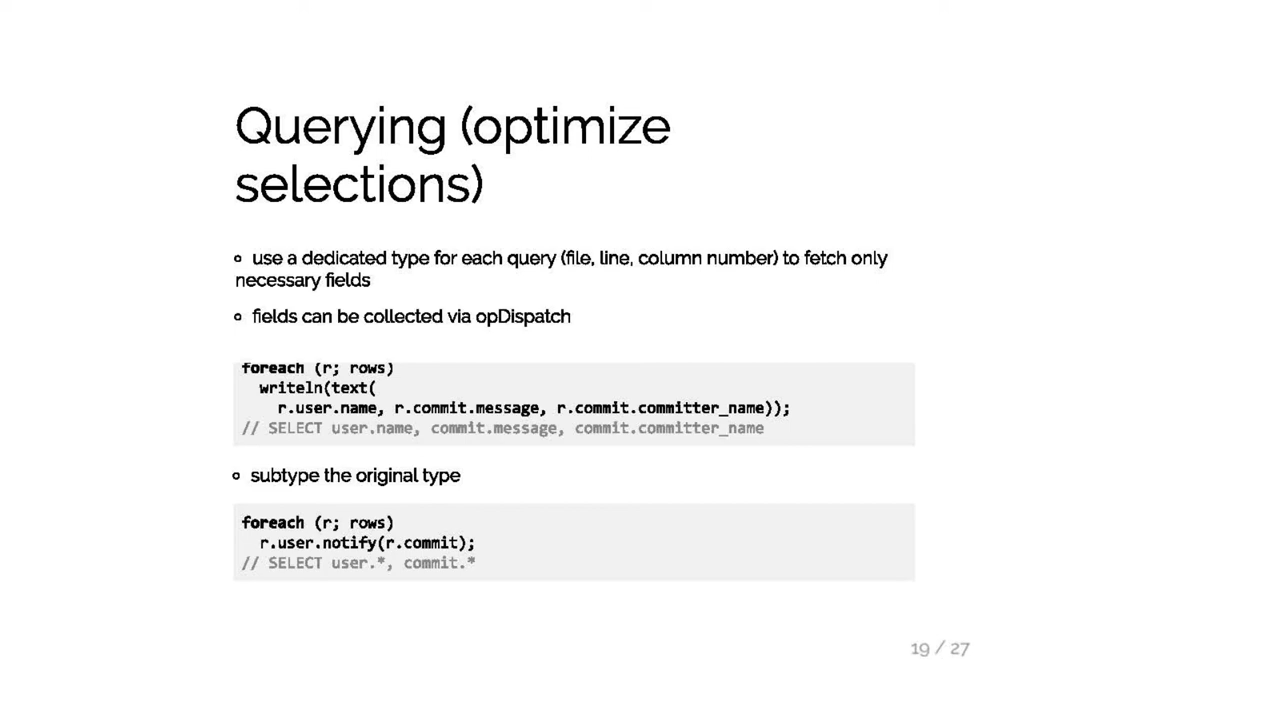 Querying (optimize
selections)
use a dedicated type for each query (file, line, column number) to fetch only
necessary fields
fields can be collected via opDispatch
foreach (r; rows)
writeln(text(
r.user.name, r.commit.message, r.commit.committer_name));
// SELECT user.name, commit.message, commit.committer_name
subtype the original type
foreach (r; rows)
r.user.notify(r.commit);
// SELECT user.*, commit.*
19 / 27